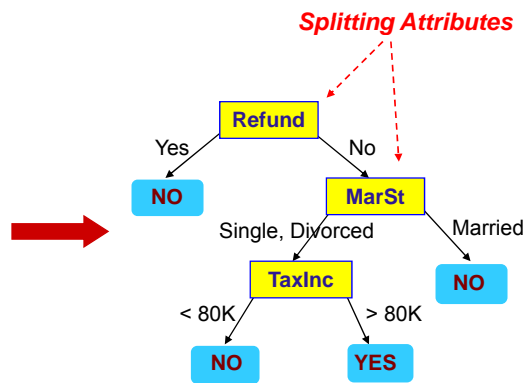 Splitting Attributes
Refund
Yes
No
NO
MarSt
Single, Divorced
Married
TaxInc
NO
< 80K
> 80K
NO
YES